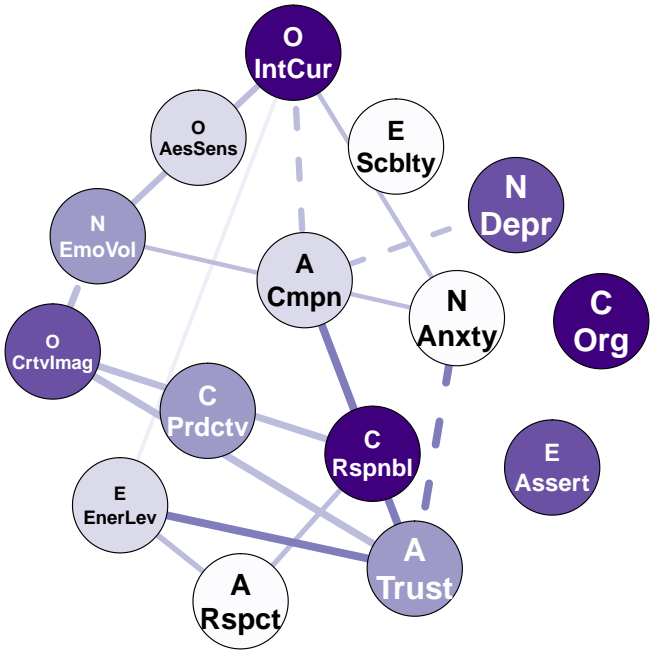 O
IntCur
O
AesSens
E
Scblty
N
Depr
N
EmoVol
A
Cmpn
N
Anxty
C
Org
O
CrtvImag
C
Prdctv
C
Rspnbl
E
Assert
E
EnerLev
A
Trust
A
Rspct